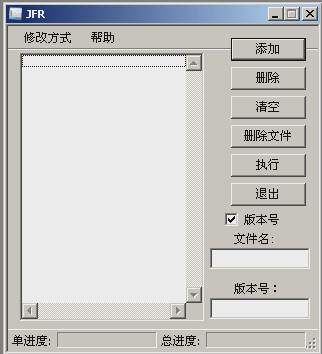 JFR
修改方式 帮助
添加
删除
清空
删除文件
执行
退出
版本号
文件名:
版本号：
单进度: 总进度: